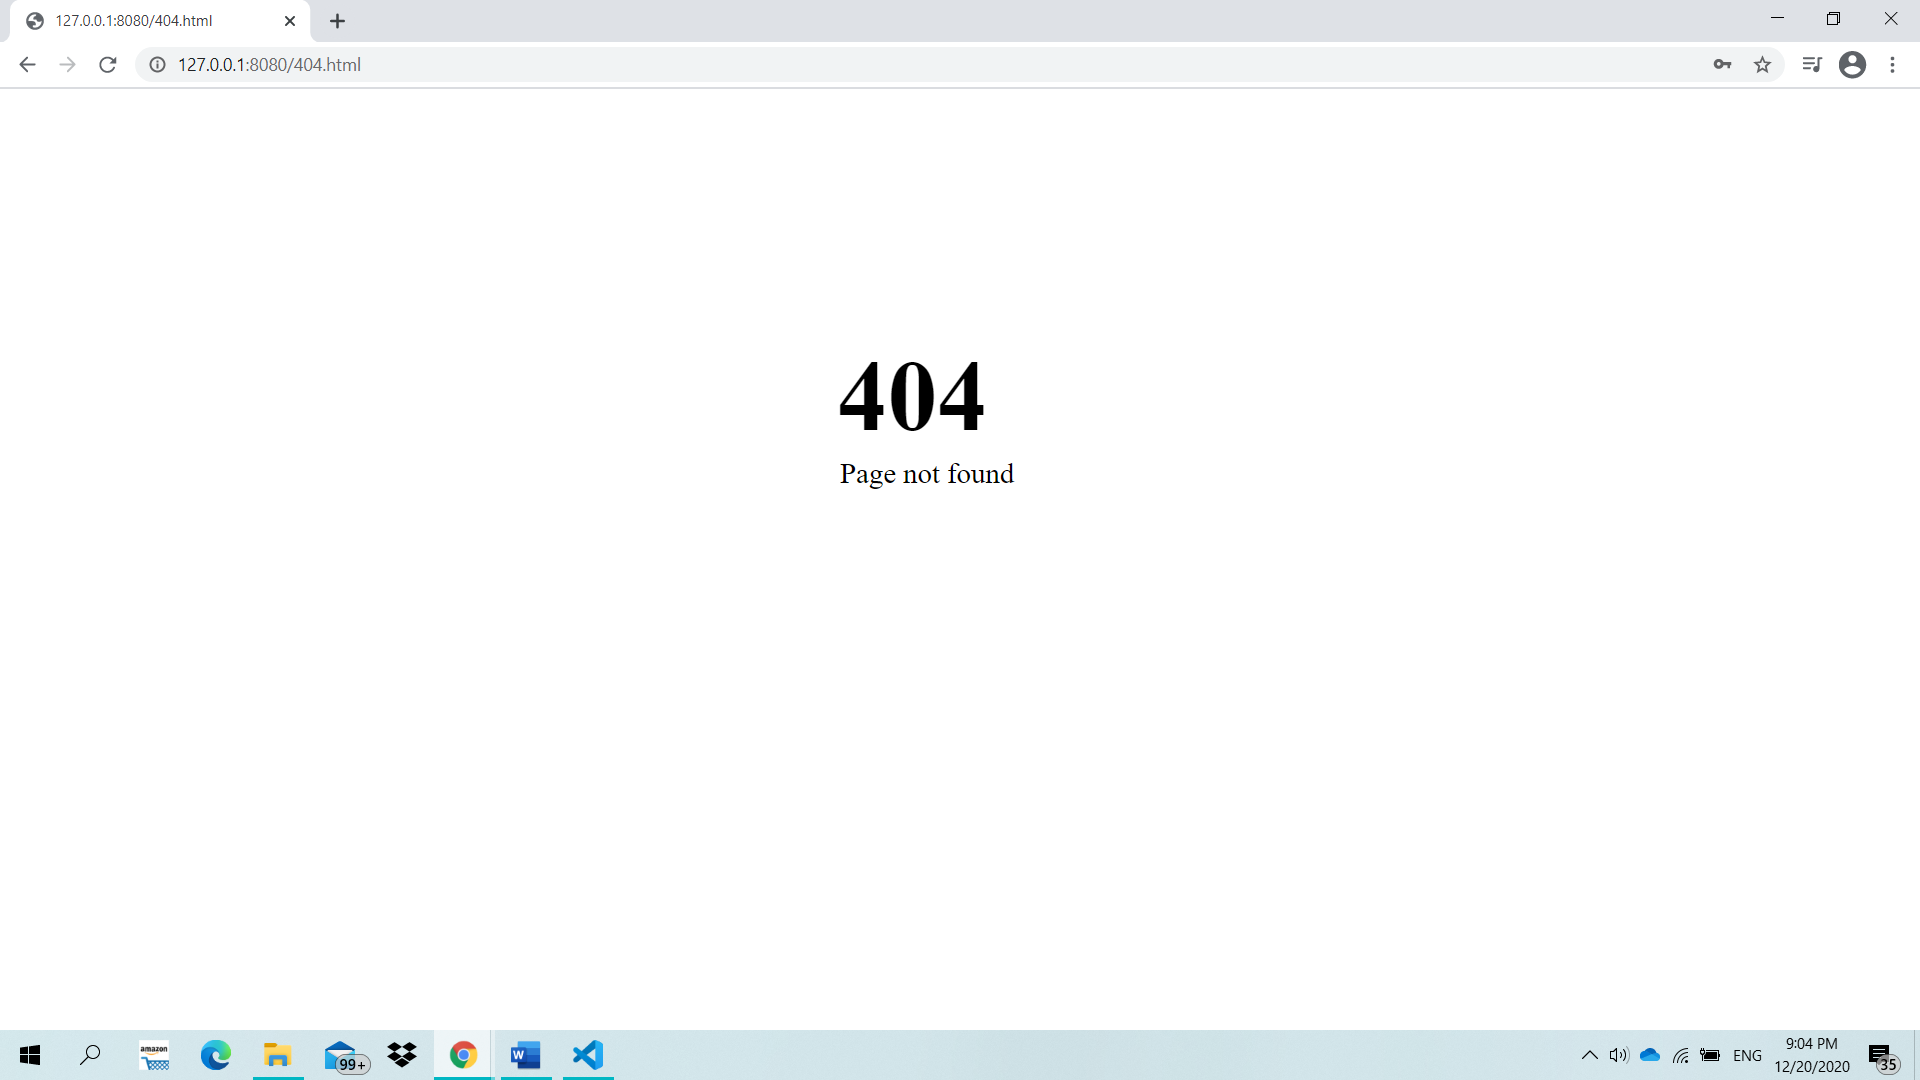 127.0.0.1:8080/404.html
127.0.0.1:8080/404.html
404
Page not found
amazon
99+
W
ENG
9:04 PM
12/20/2020
35